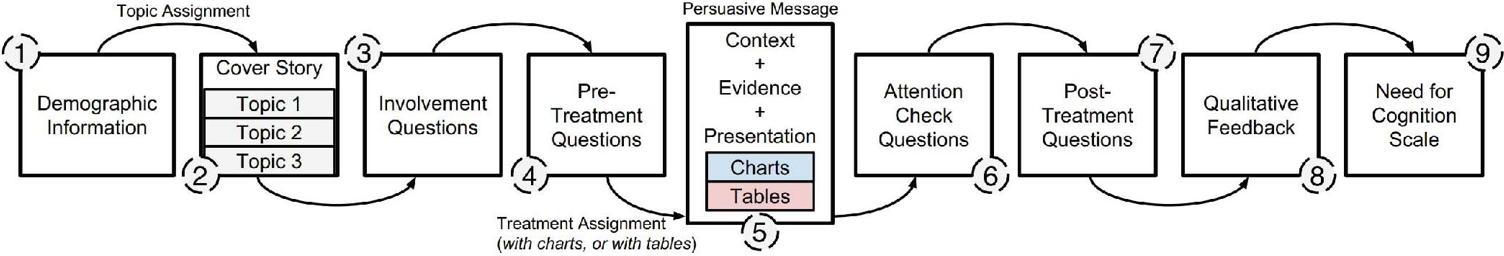 Topic Assignment
1
Demographic
Information
Cover Story
Topic 1
Topic 2
Topic 3
2
3
Involvement
Questions
Pre-
Treatment
Questions
4
Treatment Assignment
(with charts, or with tables)
Persuasive Message
Context
+
Evidence
+
Presentation
Charts
Tables
5
Attention
Check
Questions
6
7
Post-
Treatment
Questions
Qualitative
Feedback
8
9
Need for
Cognition
Scale